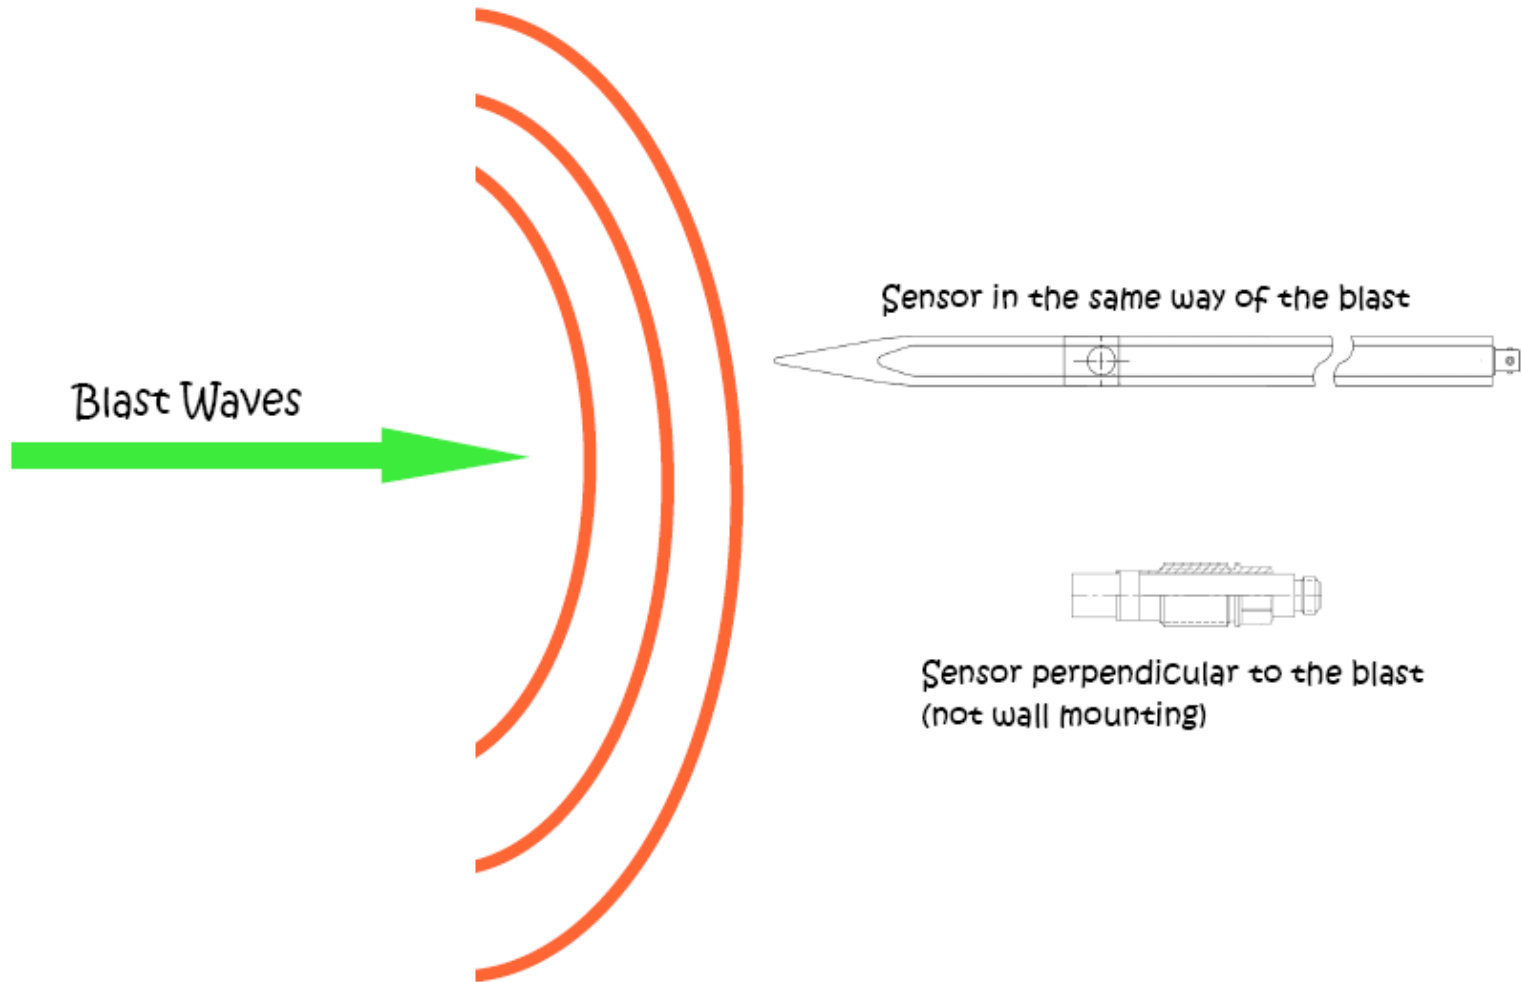 Blast Waves
Sensor in the same way of the blast
Sensor perpendicular to the blast
(not wall mounting)